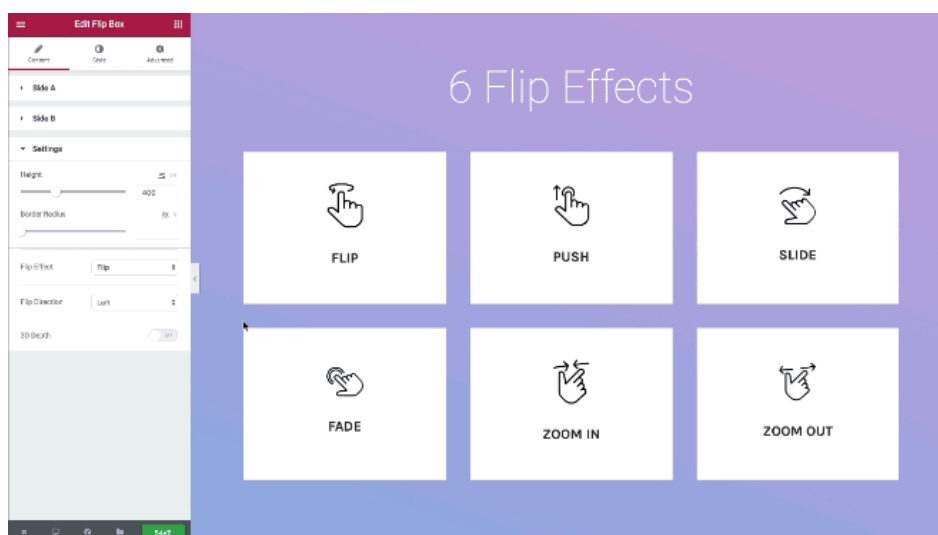 Edit Flip Box
Content
Style
Advanced
Side A
Side B
Settings
Height
400
Border Radius
Flip Effect
Flip
Flip Direction
Left
3D Depth
6 Flip Effects
FLIP
PUSH
SLIDE
FADE
ZOOM IN
ZOOM OUT